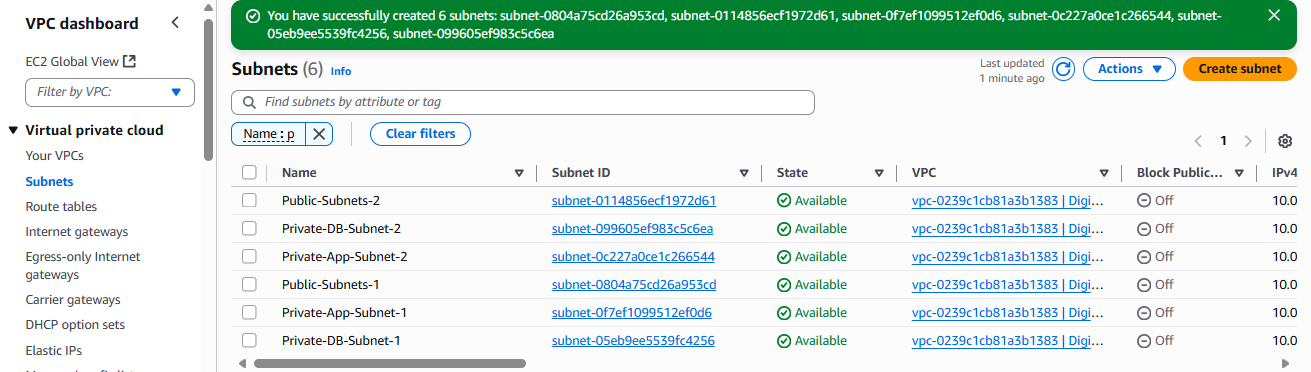 VPC dashboard
EC2 Global View
Filter by VPC:
Virtual private cloud
Your VPCs
Subnets
Route tables
Internet gateways
Egress-only Internet
gateways
Carrier gateways
DHCP option sets
Elastic IPs
You have successfully created 6 subnets: subnet-0804a75cd26a953cd, subnet-0114856ecf1972d61, subnet-0f7ef1099512ef0d6, subnet-0c227a0ce1c266544, subnet-
05eb9ee5539fc4256, subnet-099605ef983c5c6ea
Subnets (6) Info
Last updated
1 minute ago
Actions
Create subnet
Find subnets by attribute or tag
Name : p
Clear filters
1
Name Subnet ID State VPC Block Public... IPv4
Public-Subnets-2 subnet-0114856ecf1972d61 Available vpc-0239c1cb81a3b1383 | Digi... Off 10.0
Private-DB-Subnet-2 subnet-099605ef983c5c6ea Available vpc-0239c1cb81a3b1383 | Digi... Off 10.0
Private-App-Subnet-2 subnet-0c227a0ce1c266544 Available vpc-0239c1cb81a3b1383 | Digi... Off 10.0
Public-Subnets-1 subnet-0804a75cd26a953cd Available vpc-0239c1cb81a3b1383 | Digi... Off 10.0
Private-App-Subnet-1 subnet-0f7ef1099512ef0d6 Available vpc-0239c1cb81a3b1383 | Digi... Off 10.0
Private-DB-Subnet-1 subnet-05eb9ee5539fc4256 Available vpc-0239c1cb81a3b1383 | Digi... Off 10.0